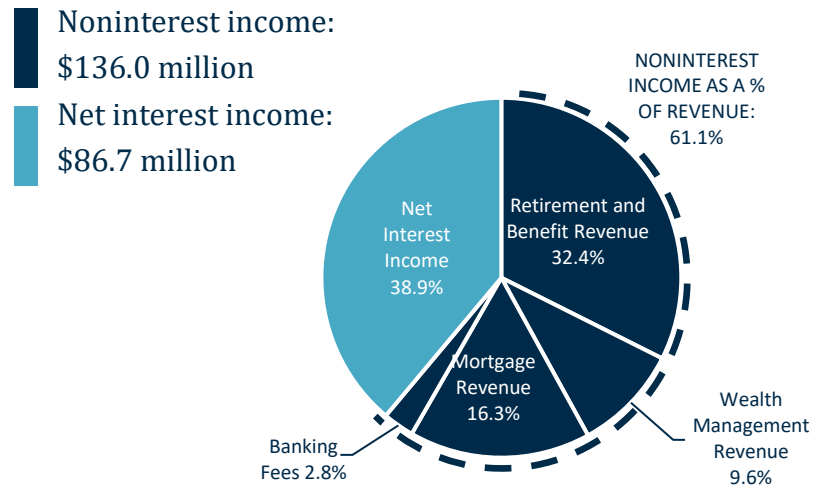 Noninterest income:
$136.0 million
Net interest income:
$86.7 million
NONINTEREST
INCOME AS A %
OF REVENUE:
61.1%
Net
Interest
Income
38.9%
Retirement and
Benefit Revenue
32.4%
Mortgage
Revenue
16.3%
Wealth
Management
Revenue
9.6%
Banking
Fees 2.8%